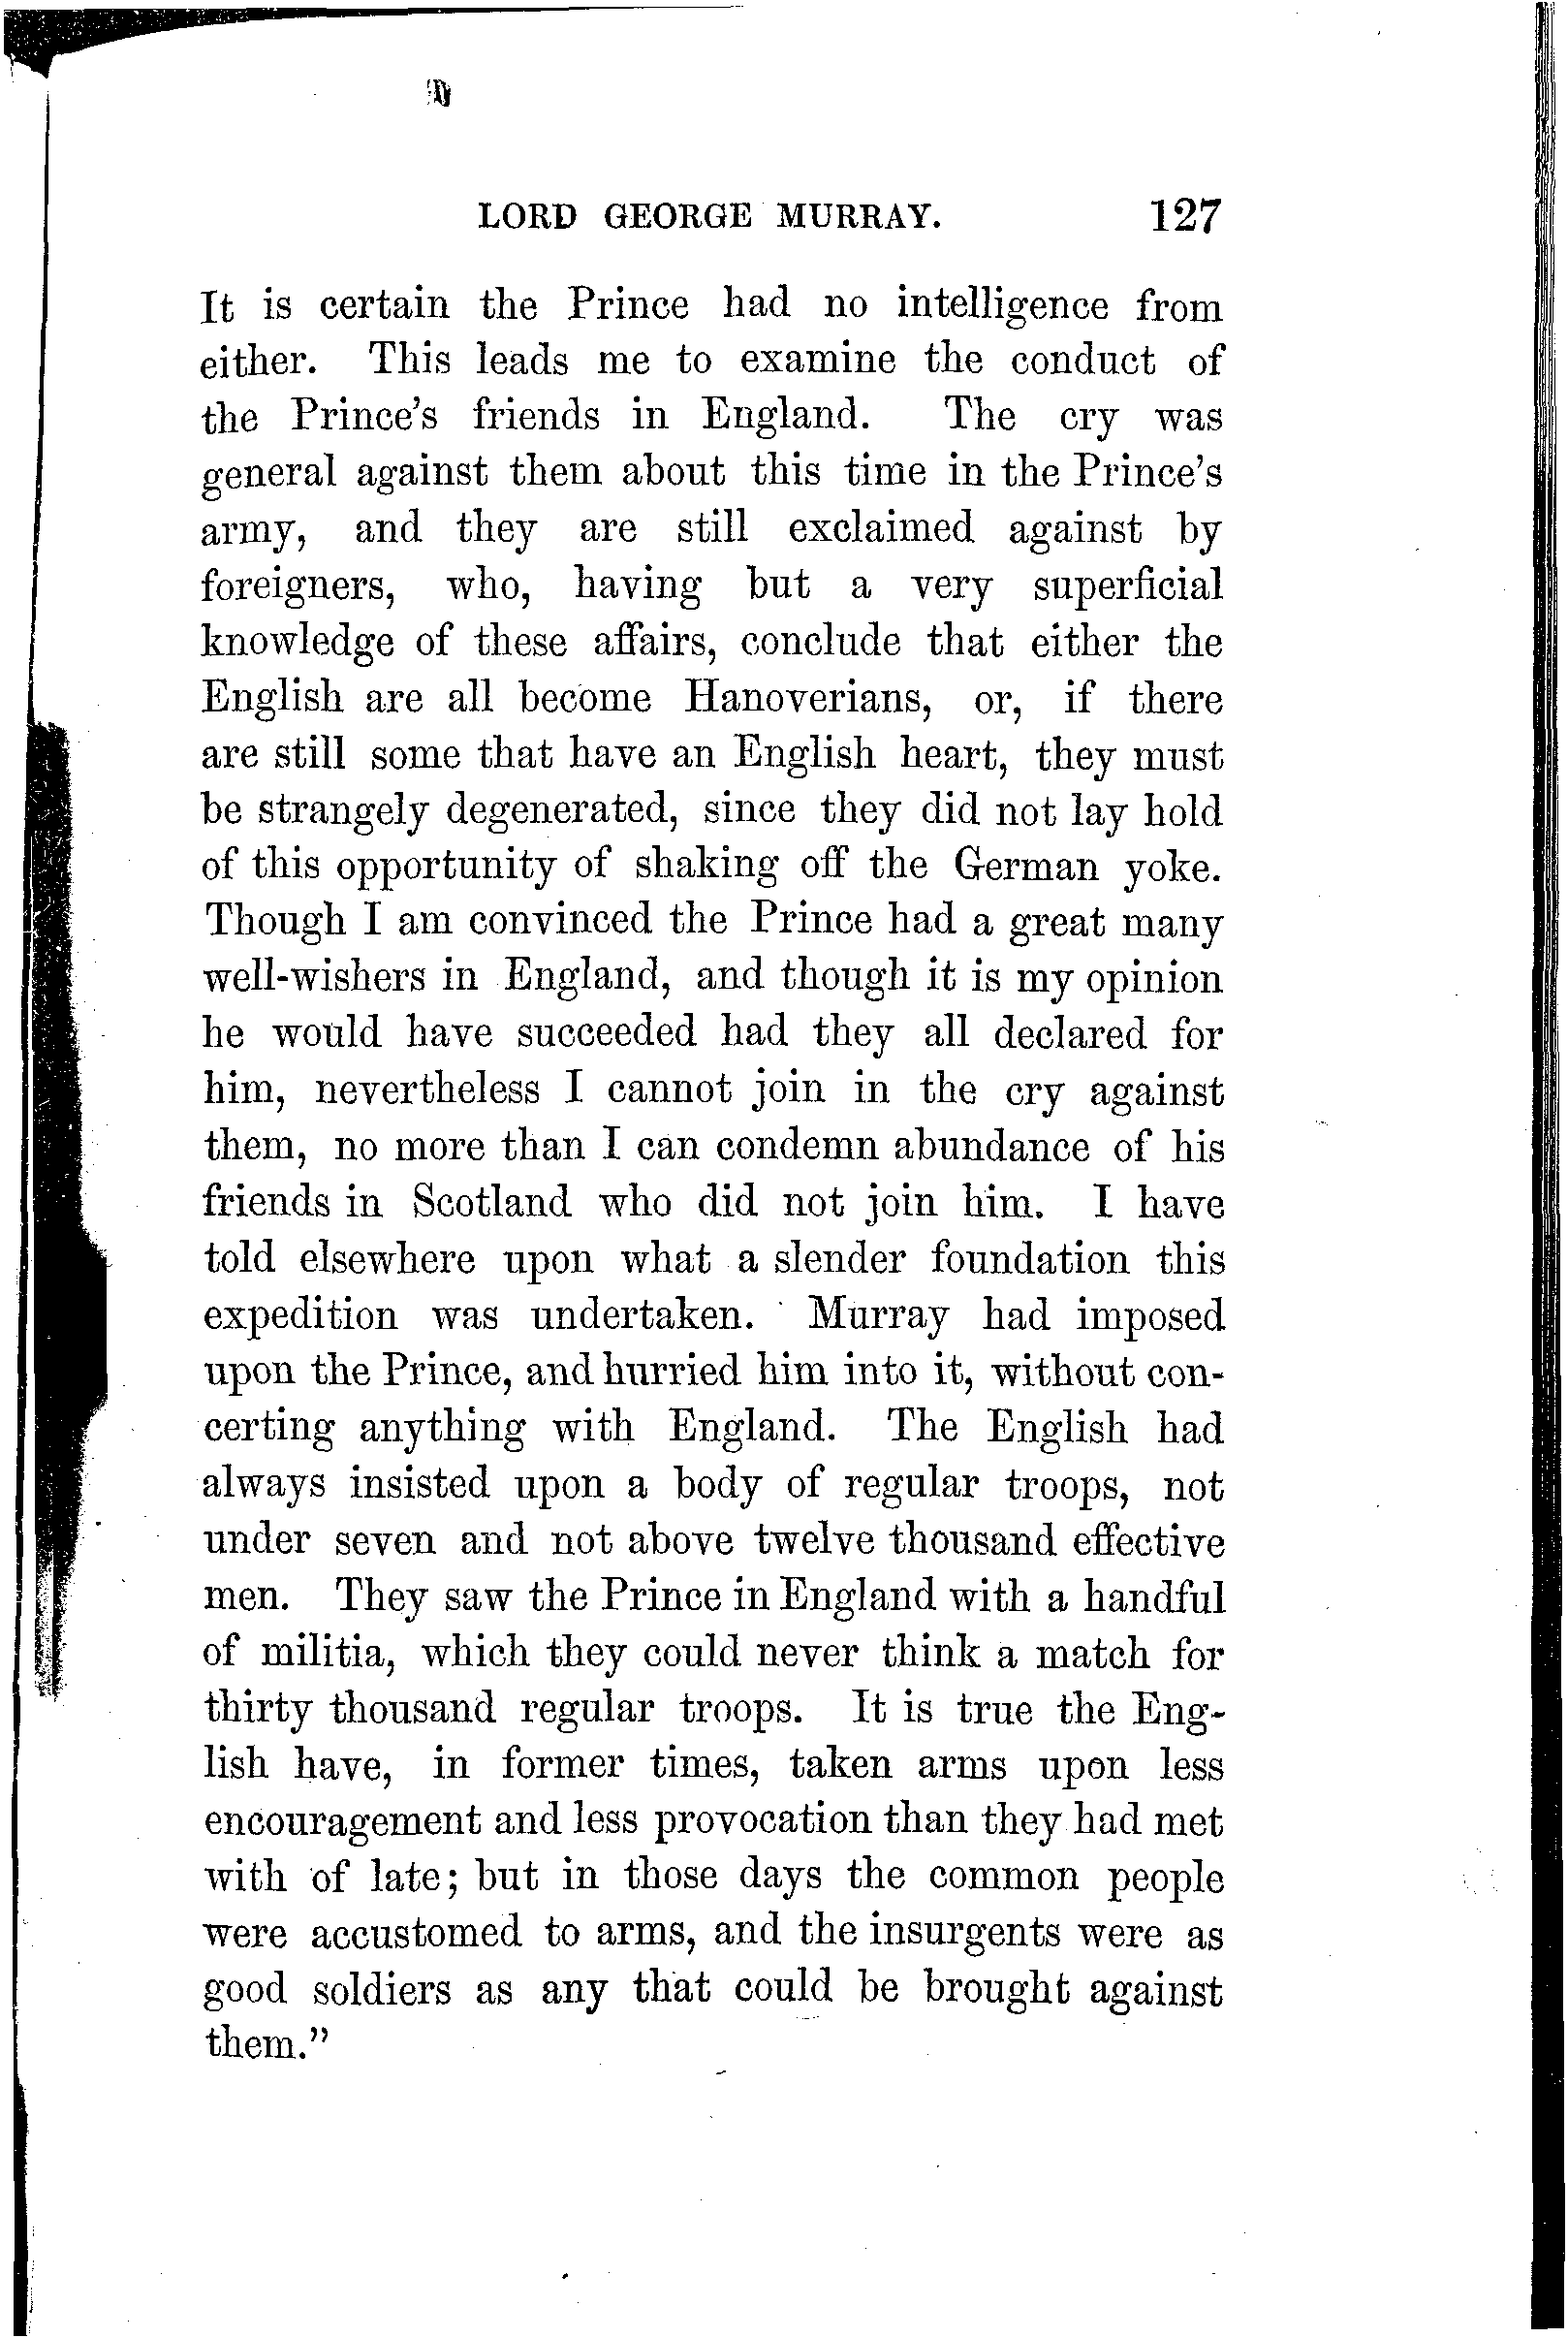 LORD GEORGE MURRAY. 127
It is certain the Prince had no intelligence from
either. This leads me to examine the conduct of
the Prince's friends in England. The cry was
general against them about this time in the Prince's
army, and they are still exclaimed against by
foreigners, who, having but a very superficial
knowledge of these affairs, conclude that either the
English are all become Hanoverians, or, if there
are still some that have an English heart, they must
be strangely degenerated, since they did not lay hold
of this opportunity of shaking off the German yoke.
Though I am convinced the Prince had a great many
well-wishers in England, and though it is my opinion
he would have succeeded had they all declared for
him, nevertheless I cannot join in the cry against
them, no more than I can condemn abundance of his
friends in Scotland who did not join him. I have
told elsewhere upon what a slender foundation this
expedition was undertaken. Murray had imposed
upon the Prince, and hurried him into it, without con-
certing anything with England. The English had
always insisted upon a body of regular troops, not
under seven and not above twelve thousand effective
men. They saw the Prince in England with a handful
of militia, which they could never think a match for
thirty thousand regular troops. It is true the Eng-
lish have, in former times, taken arms upon less
encouragement and less provocation than they had met
with of late; but in those days the common people
were accustomed to arms, and the insurgents were as
good soldiers as any that could be brought against
them."